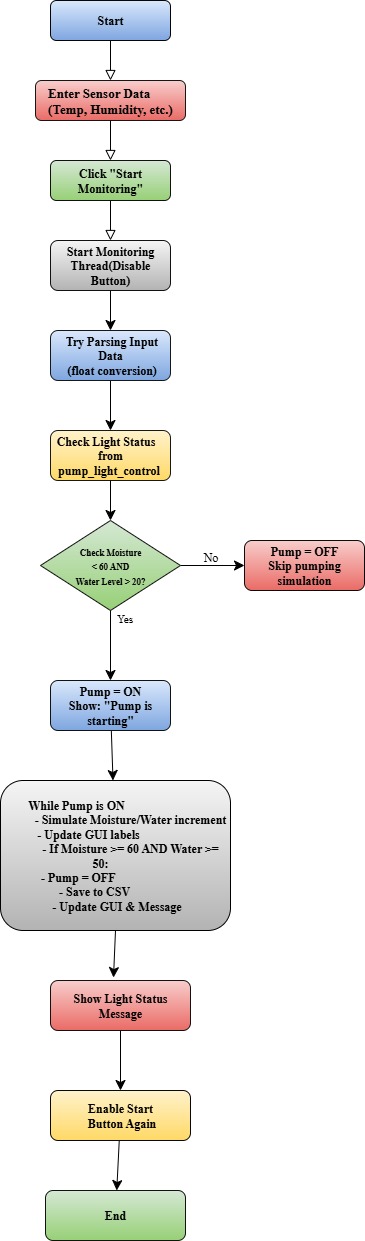 Start
Enter Sensor Data
(Temp, Humidity, etc.)
Click "Start
Monitoring"
Start Monitoring
Thread(Disable
Button)
Try Parsing Input
Data
(float conversion)
Check Light Status
from
pump_light_control
Check Moisture
< 60 AND
Water Level > 20?
No
Pump = OFF
Skip pumping
simulation
Yes
Pump = ON
Show: "Pump is
starting"
While Pump is ON
- Simulate Moisture/Water increment
- Update GUI labels
- If Moisture >= 60 AND Water >=
50:
- Pump = OFF
- Save to CSV
- Update GUI & Message
Show Light Status
Message
Enable Start
Button Again
End